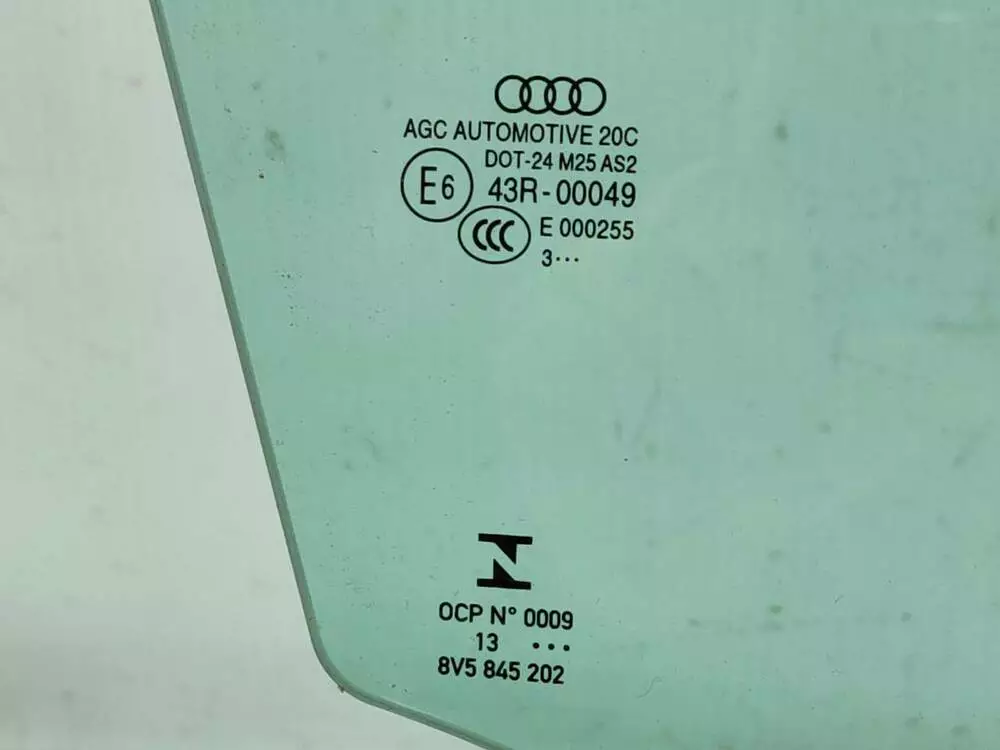 AGC AUTOMOTIVE 20C
DOT-24 M25 AS2
E6 43R-00049
CCC E 000255
3···
OCP N° 0009
13 ···
8V5 845 202